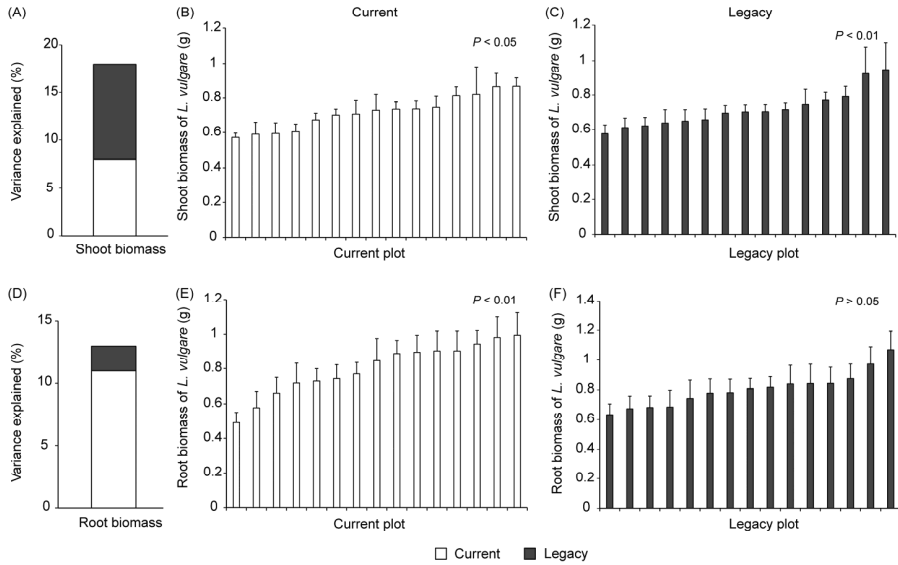 (A)
20
15
10
5
0
Variance explained (%)
Shoot biomass
(B)
Current
1.2
1
0.8
0.6
0.4
0.2
0
Shoot biomass of L. vulgare (g)
P < 0.05
Current plot
(C)
Legacy
1.2
1
0.8
0.6
0.4
0.2
0
Shoot biomass of L. vulgare (g)
P < 0.01
Legacy plot
(D)
15
10
5
0
Variance explained (%)
Root biomass
(E)
1.2
1
0.8
0.6
0.4
0.2
0
Root biomass of L. vulgare (g)
P < 0.01
Current plot
(F)
1.4
1.2
1
0.8
0.6
0.4
0.2
0
Root biomass of L. vulgare (g)
P > 0.05
Legacy plot
Current
Legacy